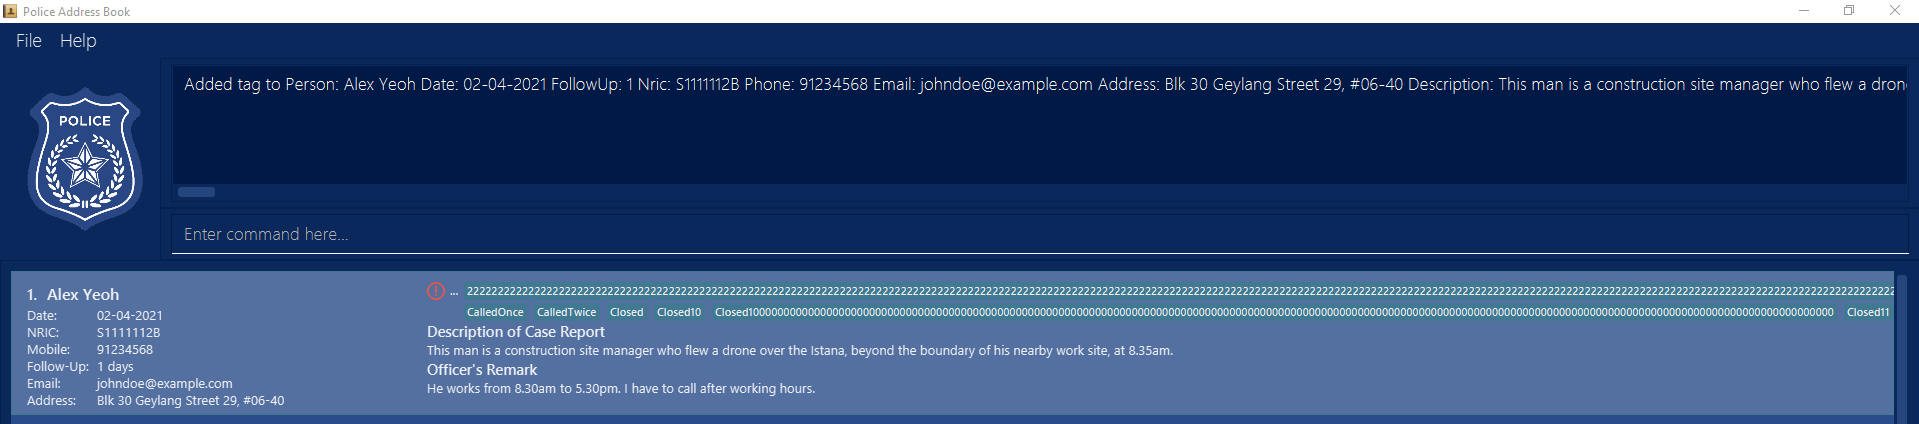 Police Address Book
File Help
POLICE
Added tag to Person: Alex Yeoh Date: 02-04-2021 FollowUp: 1 Nric: S1111112B Phone: 91234568 Email: johndoe@example.com Address: Blk 30 Geylang Street 29, #06-40 Description: This man is a construction site manager who flew a
Enter command here...
1. Alex Yeoh
Date: 02-04-2021
NRIC: S1111112B
Mobile: 91234568
Follow-Up: 1 days
Email: johndoe@example.com
Address: Blk 30 Geylang Street 29, #06-40
...
CalledOnce CalledTwice Closed Closed10 Closed11
Description of Case Report
This man is a construction site manager who flew a drone over the Istana, beyond the boundary of his nearby work site, at 8.35am.
Officer's Remark
He works from 8.30am to 5.30pm. I have to call after working hours.